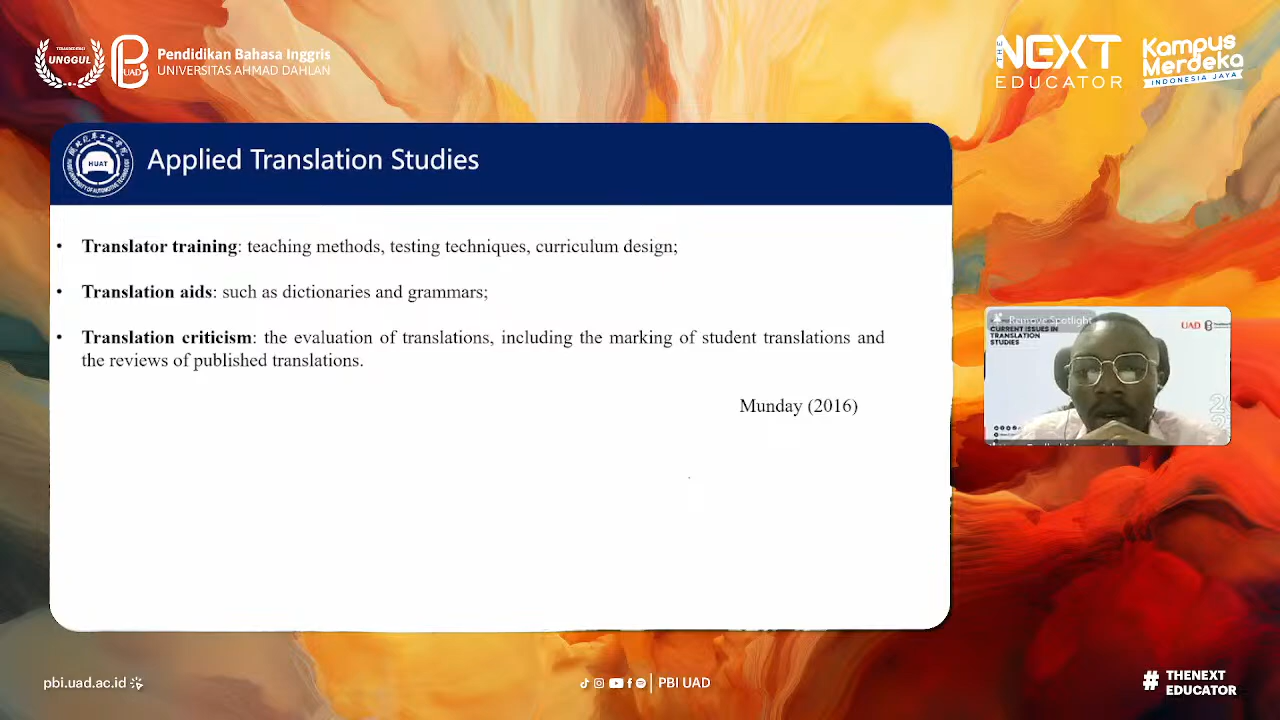 UNGGUL
UAD
Pendidikan Bahasa Inggris
UNIVERSITAS AHMAD DAHLAN
THE NEXT
EDUCATOR
Kampus
Merdeka
INDONESIA JAYA
HUAT
Applied Translation Studies
• Translator training: teaching methods, testing techniques, curriculum design;
• Translation aids: such as dictionaries and grammars;
• Translation criticism: the evaluation of translations, including the marking of student translations and
the reviews of published translations.
Munday (2016)
Remove Spotlight
CURRENT ISSUES IN
TRANSLATION
STUDIES
UAD
pbi.uad.ac.id
PBI UAD
# THENEXT
EDUCATOR